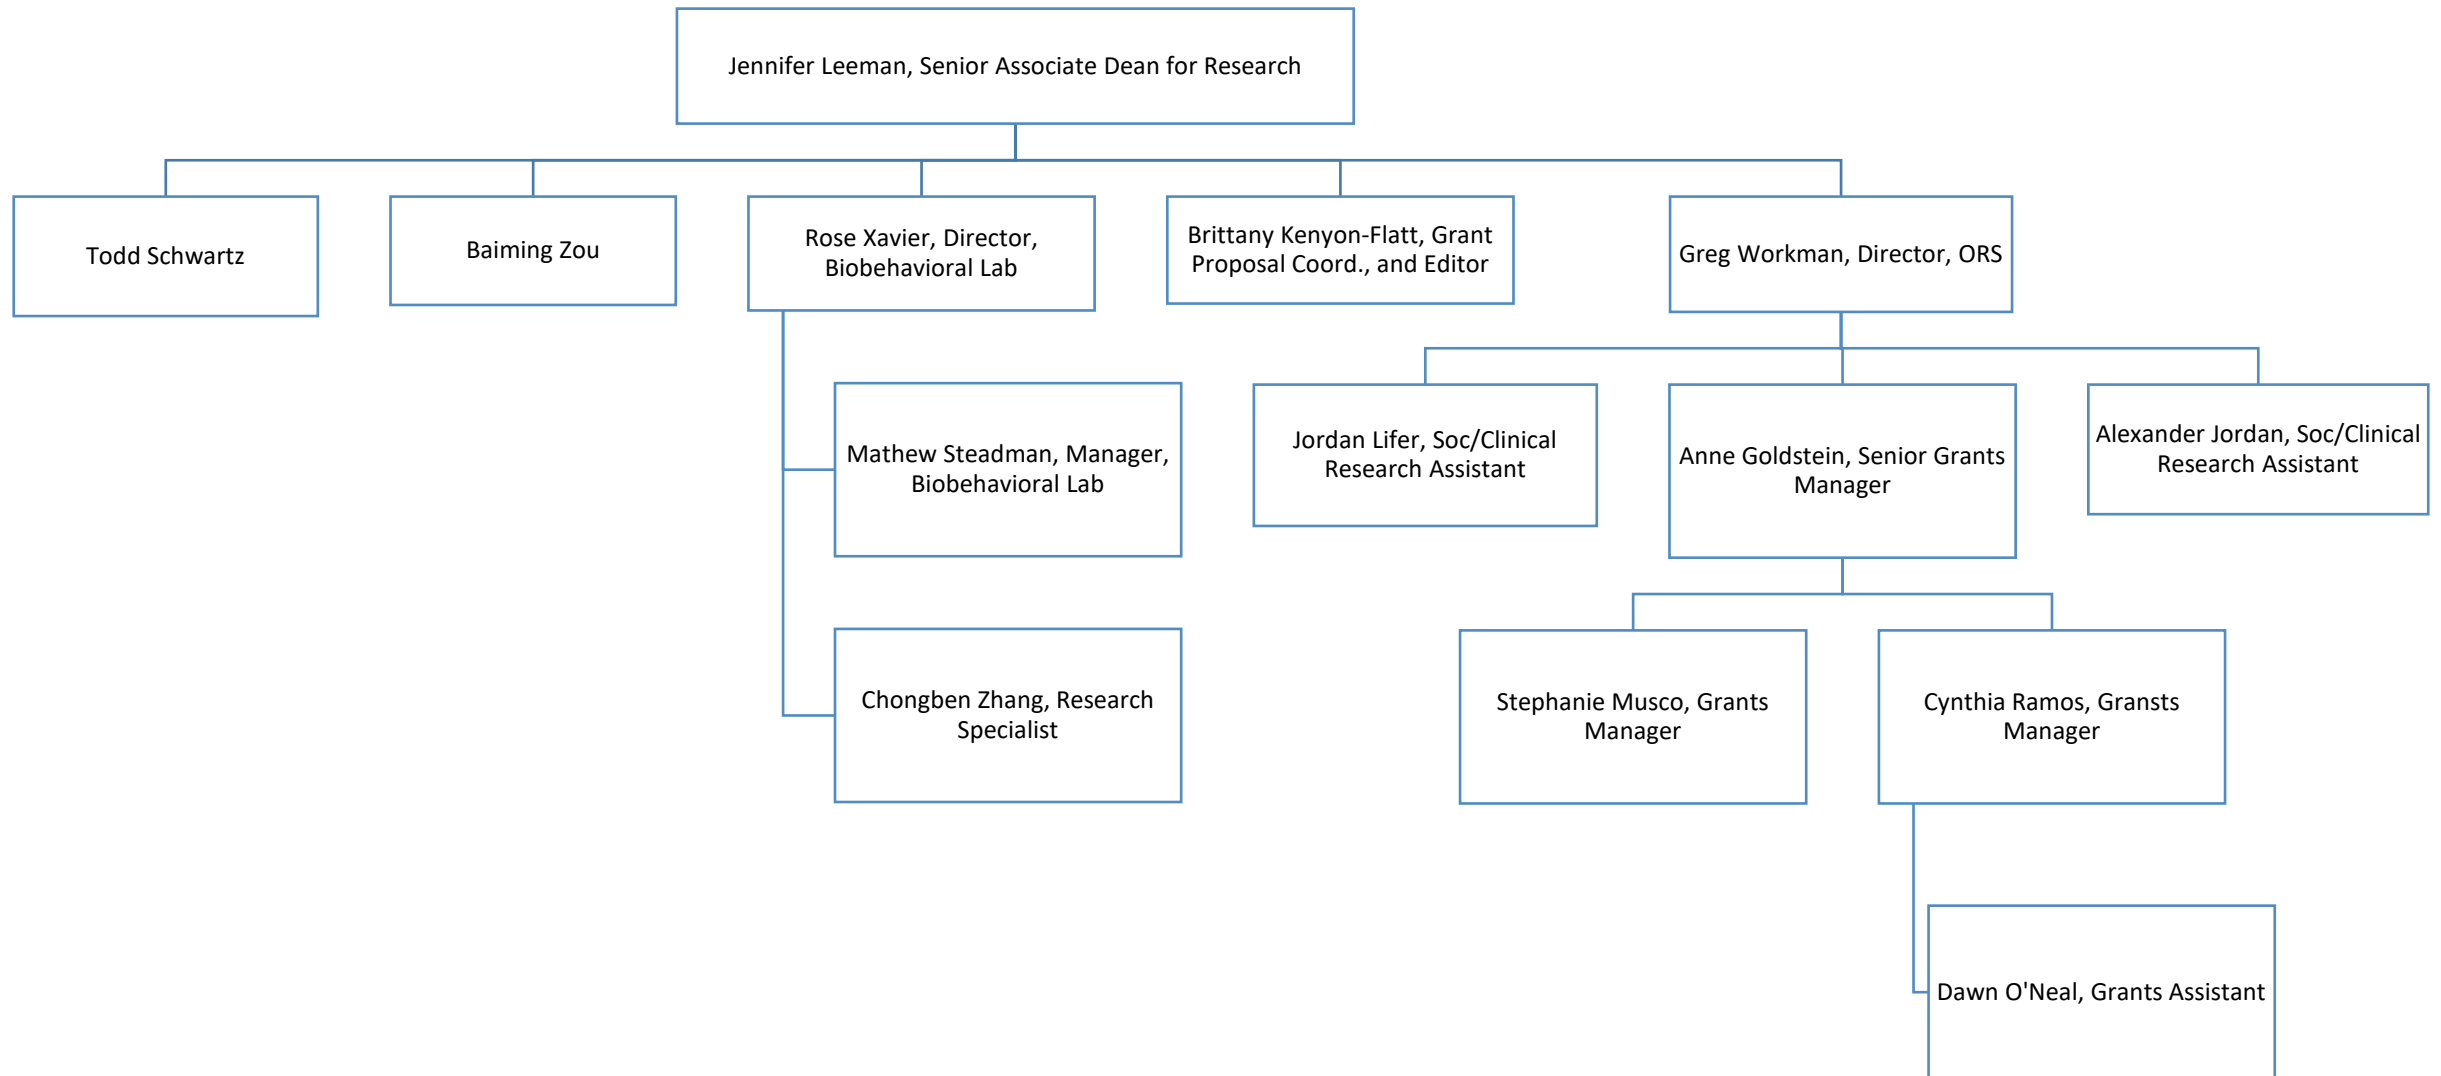 Jennifer Leeman, Senior Associate Dean for Research
Todd Schwartz
Baiming Zou
Rose Xavier, Director,
Biobehavioral Lab
Brittany Kenyon-Flatt, Grant
Proposal Coord., and Editor
Greg Workman, Director, ORS
Mathew Steadman, Manager,
Biobehavioral Lab
Jordan Lifer, Soc/Clinical
Research Assistant
Anne Goldstein, Senior Grants
Manager
Alexander Jordan, Soc/Clinical
Research Assistant
Chongben Zhang, Research
Specialist
Stephanie Musco, Grants
Manager
Cynthia Ramos, Gransts
Manager
Dawn O'Neal, Grants Assistant